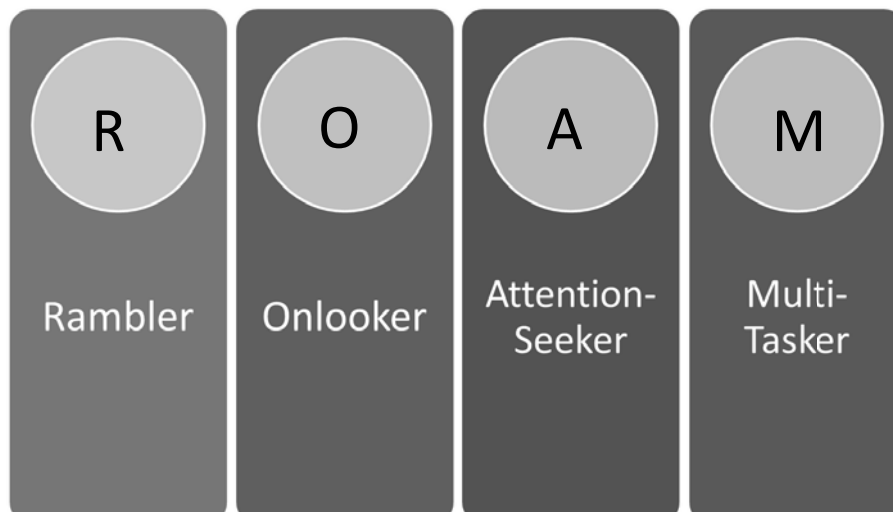 R
O
A
M
Rambler
Onlooker
Attention-
Seeker
Multi-
Tasker